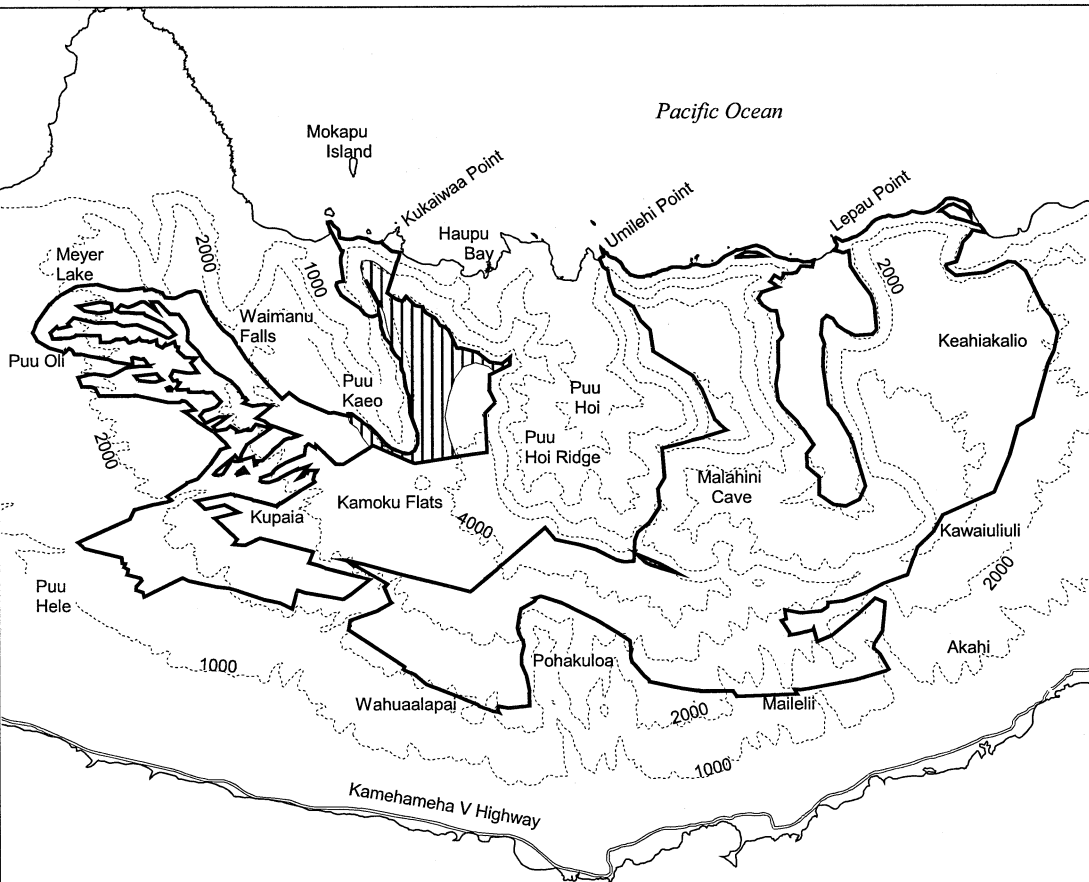 Pacific Ocean
Mokapu
Island
Kukaiwaa Point
Umilehi Point
Lepau Point
Haupu
Bay
Meyer
Lake
2000
1000
2000
Waimanu
Falls
Keahiakalio
Puu Oli
Puu
Kaeo
Puu
Hoi
Puu
Hoi Ridge
2000
Malahini
Cave
Kamoku Flats
Kupaia
4000
Kawaiuliuli
2000
Puu
Hele
1000
Pohakuloa
Akahi
Wahuaalapai
2000
Mailelii
1000
Kamehameha V Highway